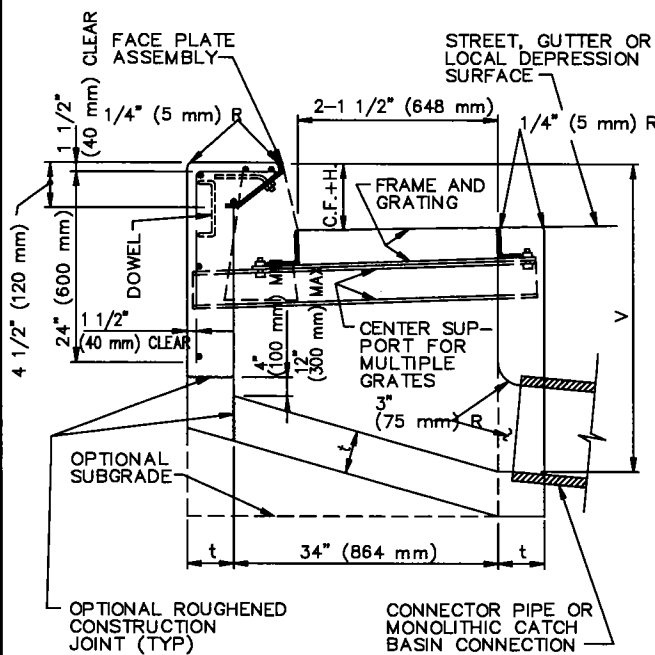 FACE PLATE
ASSEMBLY
STREET, GUTTER OR
LOCAL DEPRESSION
SURFACE
1 1/2"
(40 mm) CLEAR
1/4" (5 mm) R
2-1 1/2" (648 mm)
1/4" (5 mm) R
C.F.+H.
FRAME AND
GRATING
4 1/2" (120 mm)
24" (600 mm)
DOWEL
1 1/2"
(40 mm) CLEAR
4"
(100 mm) MIN
12"
(300 mm) MAX
CENTER SUP-
PORT FOR
MULTIPLE
GRATES
V
3"
(75 mm) R
t
OPTIONAL
SUBGRADE
t
34" (864 mm)
t
OPTIONAL ROUGHENED
CONSTRUCTION
JOINT (TYP)
CONNECTOR PIPE OR
MONOLITHIC CATCH
BASIN CONNECTION